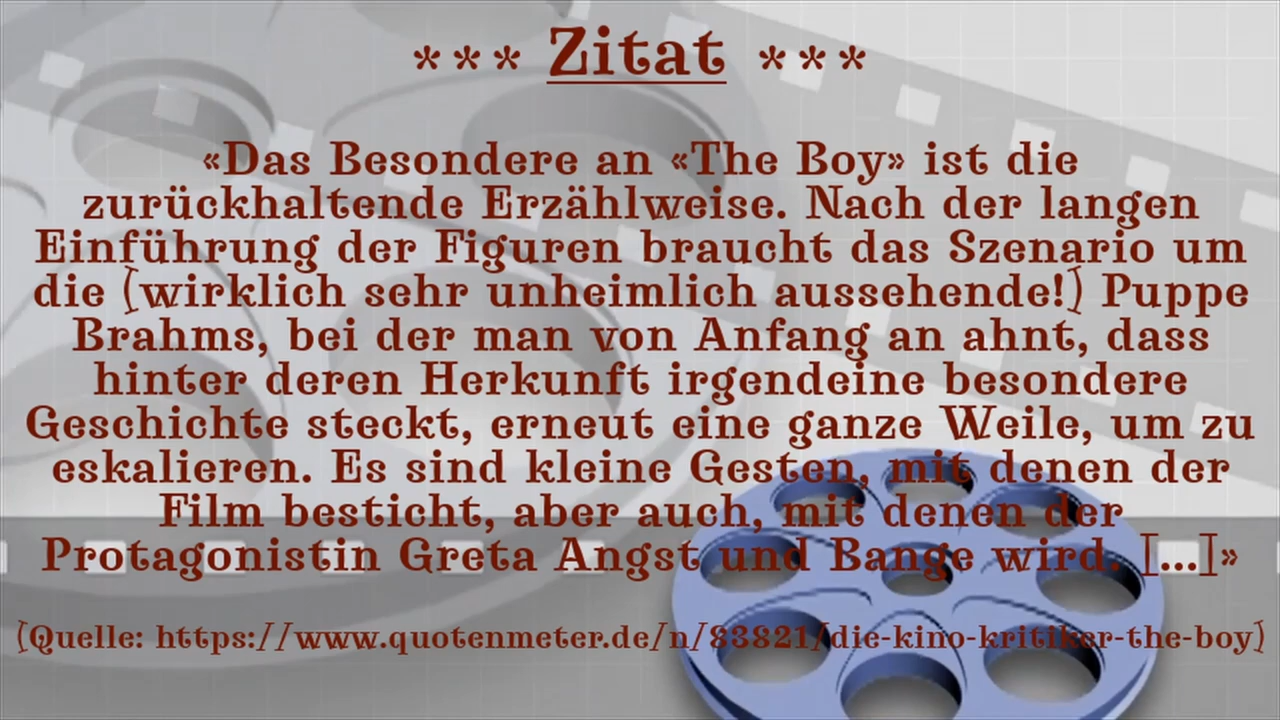 *** Zitat ***
«Das Besondere an «The Boy» ist die
zurückhaltende Erzählweise. Nach der langen
Einführung der Figuren braucht das Szenario um
die (wirklich sehr unheimlich aussehende!) Puppe
Brahms, bei der man von Anfang an ahnt, dass
hinter deren Herkunft irgendeine besondere
Geschichte steckt, erneut eine ganze Weile, um zu
eskalieren. Es sind kleine Gesten, mit denen der
Film besticht, aber auch, mit denen der
Protagonistin Greta Angst und Bange wird. [...]»
(Quelle: https://www.quotenmeter.de/n/83821/die-kino-kritiker-the-boy)